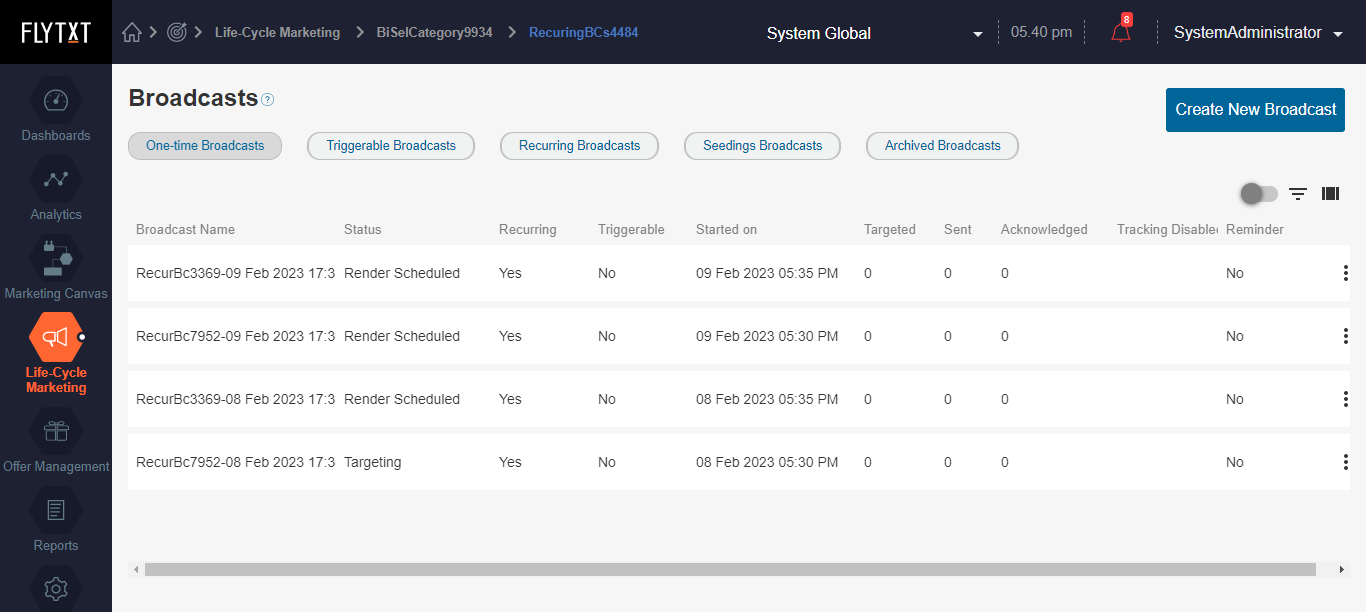 FLYTXT
Life-Cycle Marketing
BiSelCategory9934
RecuringBCs4484
System Global
05.40 pm
8
SystemAdministrator
Dashboards
Analytics
Marketing Canvas
Life-Cycle
Marketing
Offer Management
Reports
Broadcasts ?
Create New Broadcast
One-time Broadcasts
Triggerable Broadcasts
Recurring Broadcasts
Seedings Broadcasts
Archived Broadcasts
Broadcast Name Status Recurring Triggerable Started on Targeted Sent Acknowledged Tracking Disable Reminder
RecurBc3369-09 Feb 2023 17:3 Render Scheduled Yes No 09 Feb 2023 05:35 PM 0 0 0 No
RecurBc7952-09 Feb 2023 17:3 Render Scheduled Yes No 09 Feb 2023 05:30 PM 0 0 0 No
RecurBc3369-08 Feb 2023 17:3 Render Scheduled Yes No 08 Feb 2023 05:35 PM 0 0 0 No
RecurBc7952-08 Feb 2023 17:3 Targeting Yes No 08 Feb 2023 05:30 PM 0 0 0 No